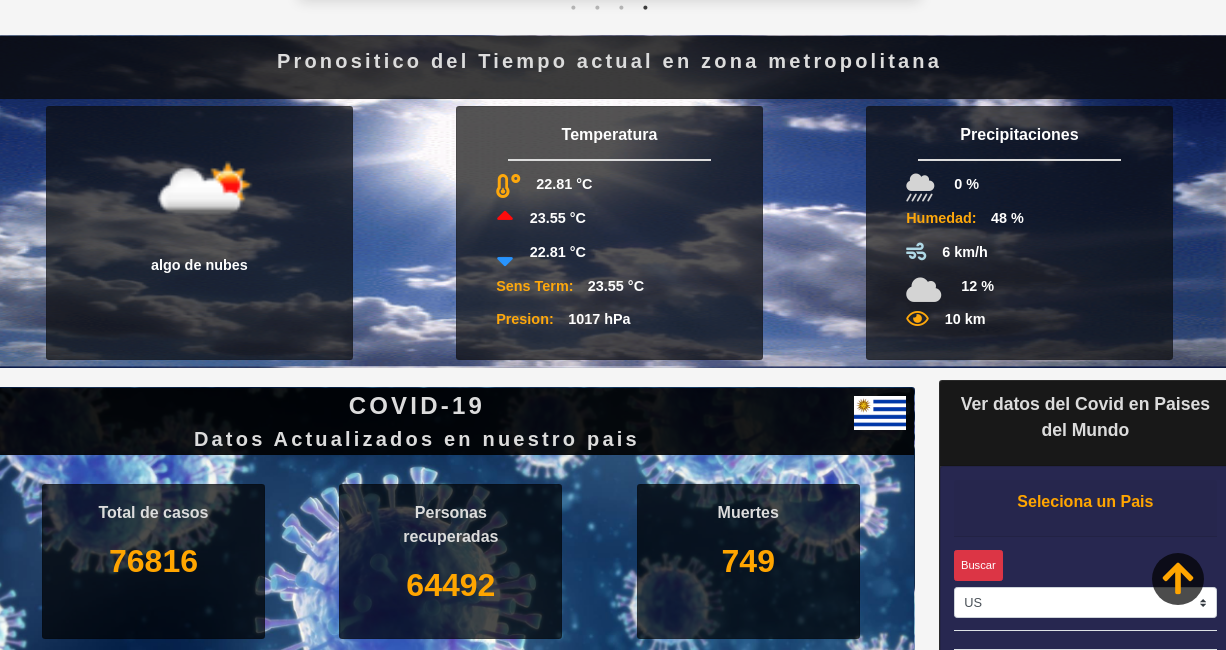 Pronositico del Tiempo actual en zona metropolitana
algo de nubes
Temperatura
22.81 °C
23.55 °C
22.81 °C
Sens Term: 23.55 °C
Presion: 1017 hPa
Precipitaciones
0 %
Humedad: 48 %
6 km/h
12 %
10 km
COVID-19
Datos Actualizados en nuestro pais
Total de casos
76816
Personas
recuperadas
64492
Muertes
749
Ver datos del Covid en Paises
del Mundo
Seleciona un Pais
Buscar
US